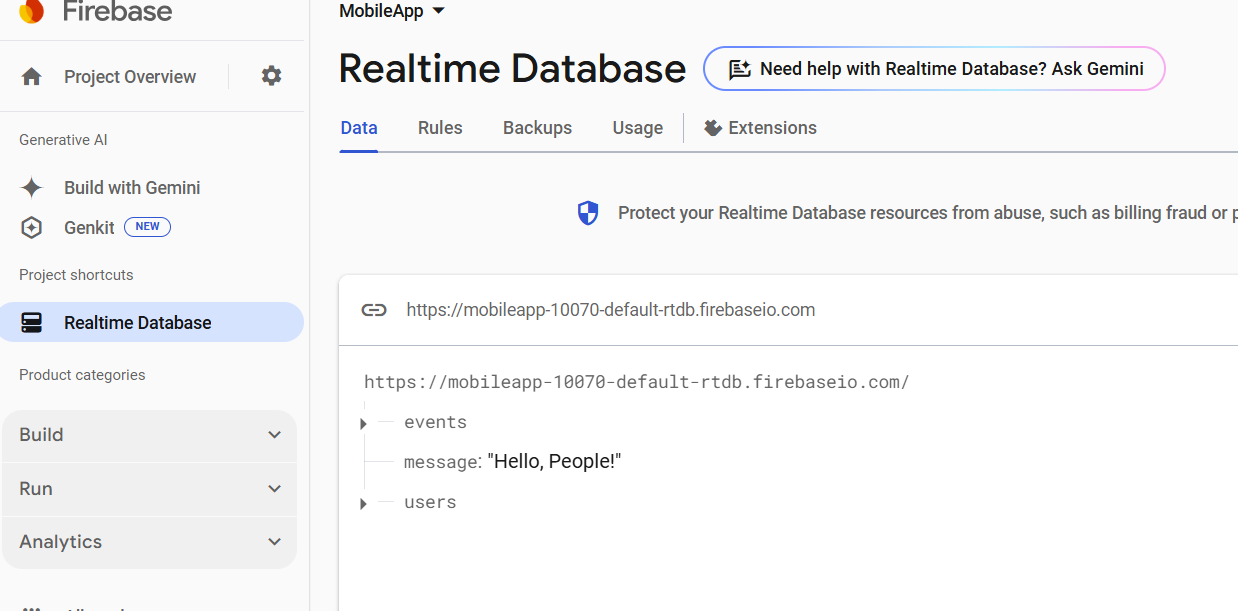 Firebase
Project Overview
Generative AI
Build with Gemini
Genkit NEW
Project shortcuts
Realtime Database
Product categories
Build
Run
Analytics
MobileApp
Realtime Database
Need help with Realtime Database? Ask Gemini
Data Rules Backups Usage Extensions
Protect your Realtime Database resources from abuse, such as billing fraud or
https://mobileapp-10070-default-rtdb.firebaseio.com
https://mobileapp-10070-default-rtdb.firebaseio.com/
events
message: "Hello, People!"
users